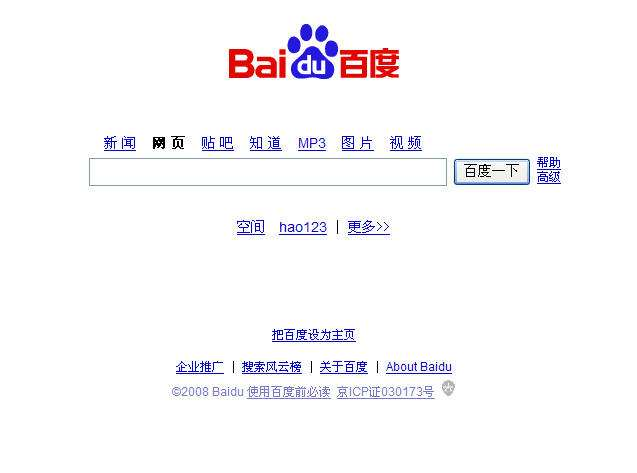 Bai du 百度
新 闻 网 页 贴 吧 知 道 MP3 图 片 视 频
百度一下 帮助
高级
空间 hao123 | 更多>>
把百度设为主页
企业推广 | 搜索风云榜 | 关于百度 | About Baidu
©2008 Baidu 使用百度前必读 京ICP证030173号